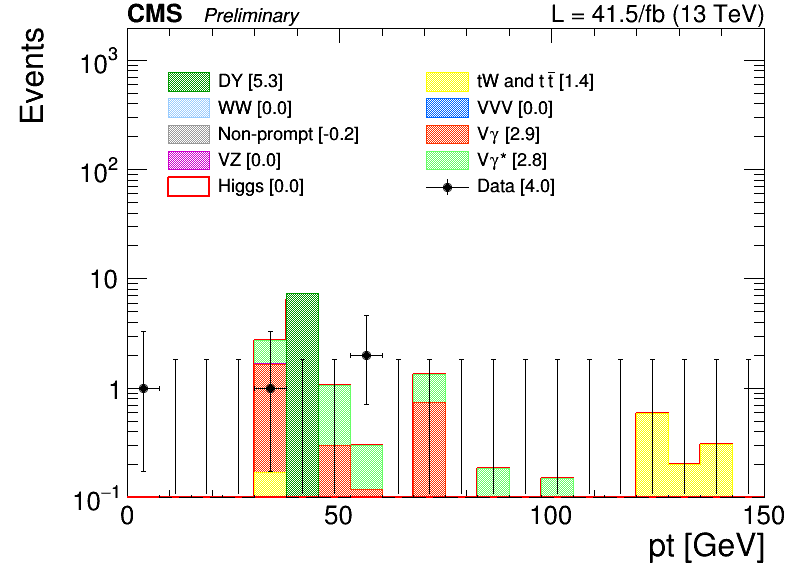 CMS Preliminary L = 41.5/fb (13 TeV)
Events
10³
10²
10
1
10⁻¹
DY [5.3]
WW [0.0]
Non-prompt [-0.2]
VZ [0.0]
Higgs [0.0]
tW and tt̄ [1.4]
VVV [0.0]
Vγ [2.9]
Vγ* [2.8]
Data [4.0]
0 50 100 150
pt [GeV]